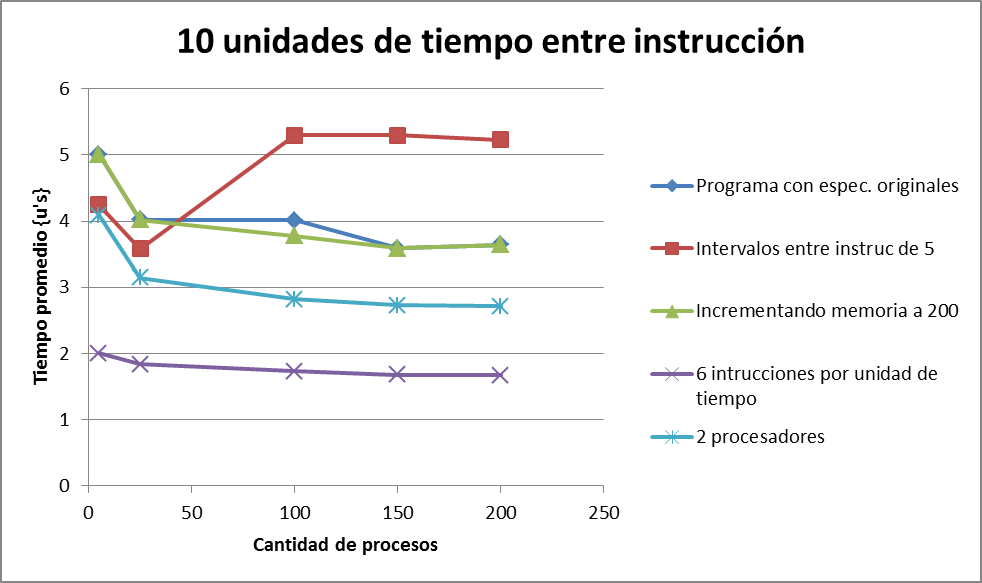 10 unidades de tiempo entre instrucción
6
5
4
3
2
1
0
Tiempo promedio {u's}
0 50 100 150 200 250
Cantidad de procesos
Programa con espec. originales
Intervalos entre instruc de 5
Incrementando memoria a 200
6 intrucciones por unidad de
tiempo
2 procesadores